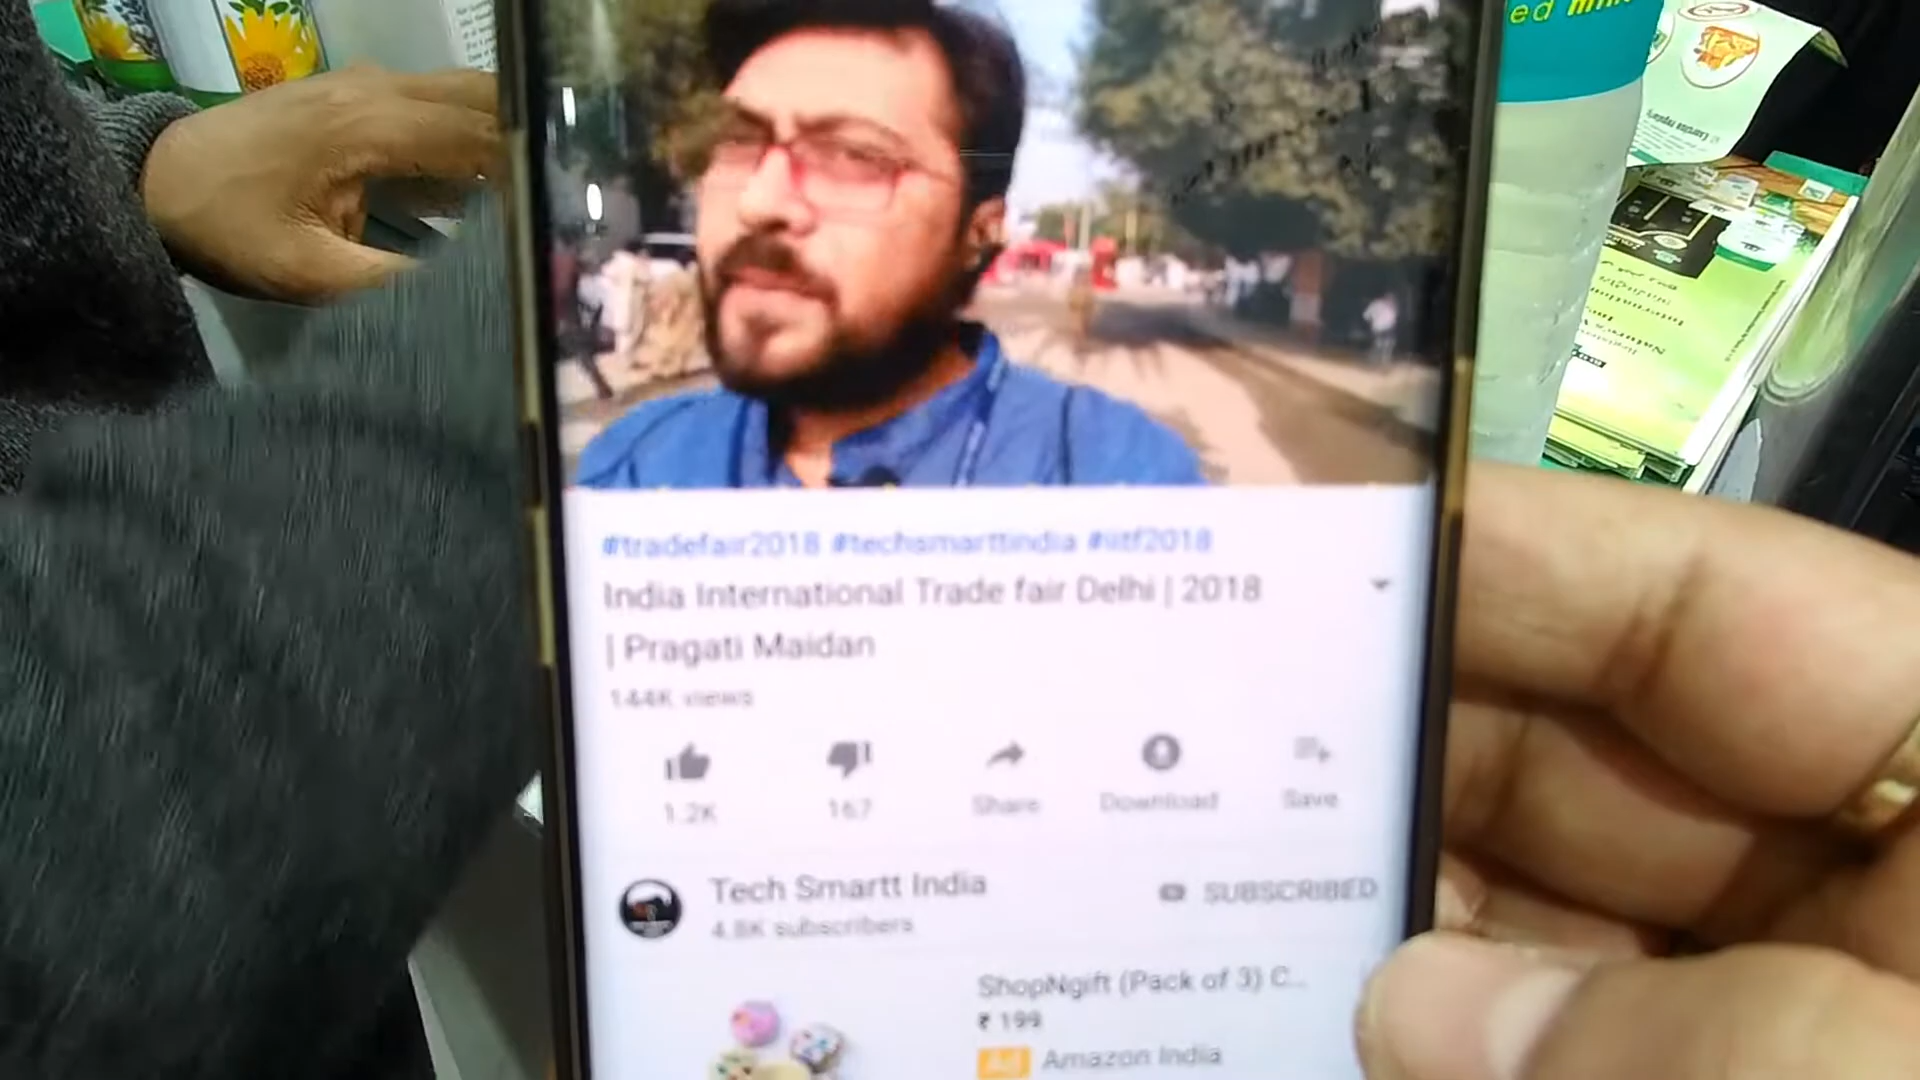 #tradefair2018 #techsmarttindia #iitf2018
India International Trade fair Delhi | 2018
| Pragati Maidan
144K views
1.2K
167
Share
Download
Save
Tech Smartt India
4.8K subscribers
SUBSCRIBED
ShopNgift (Pack of 3) C...
₹ 199
Ad Amazon India